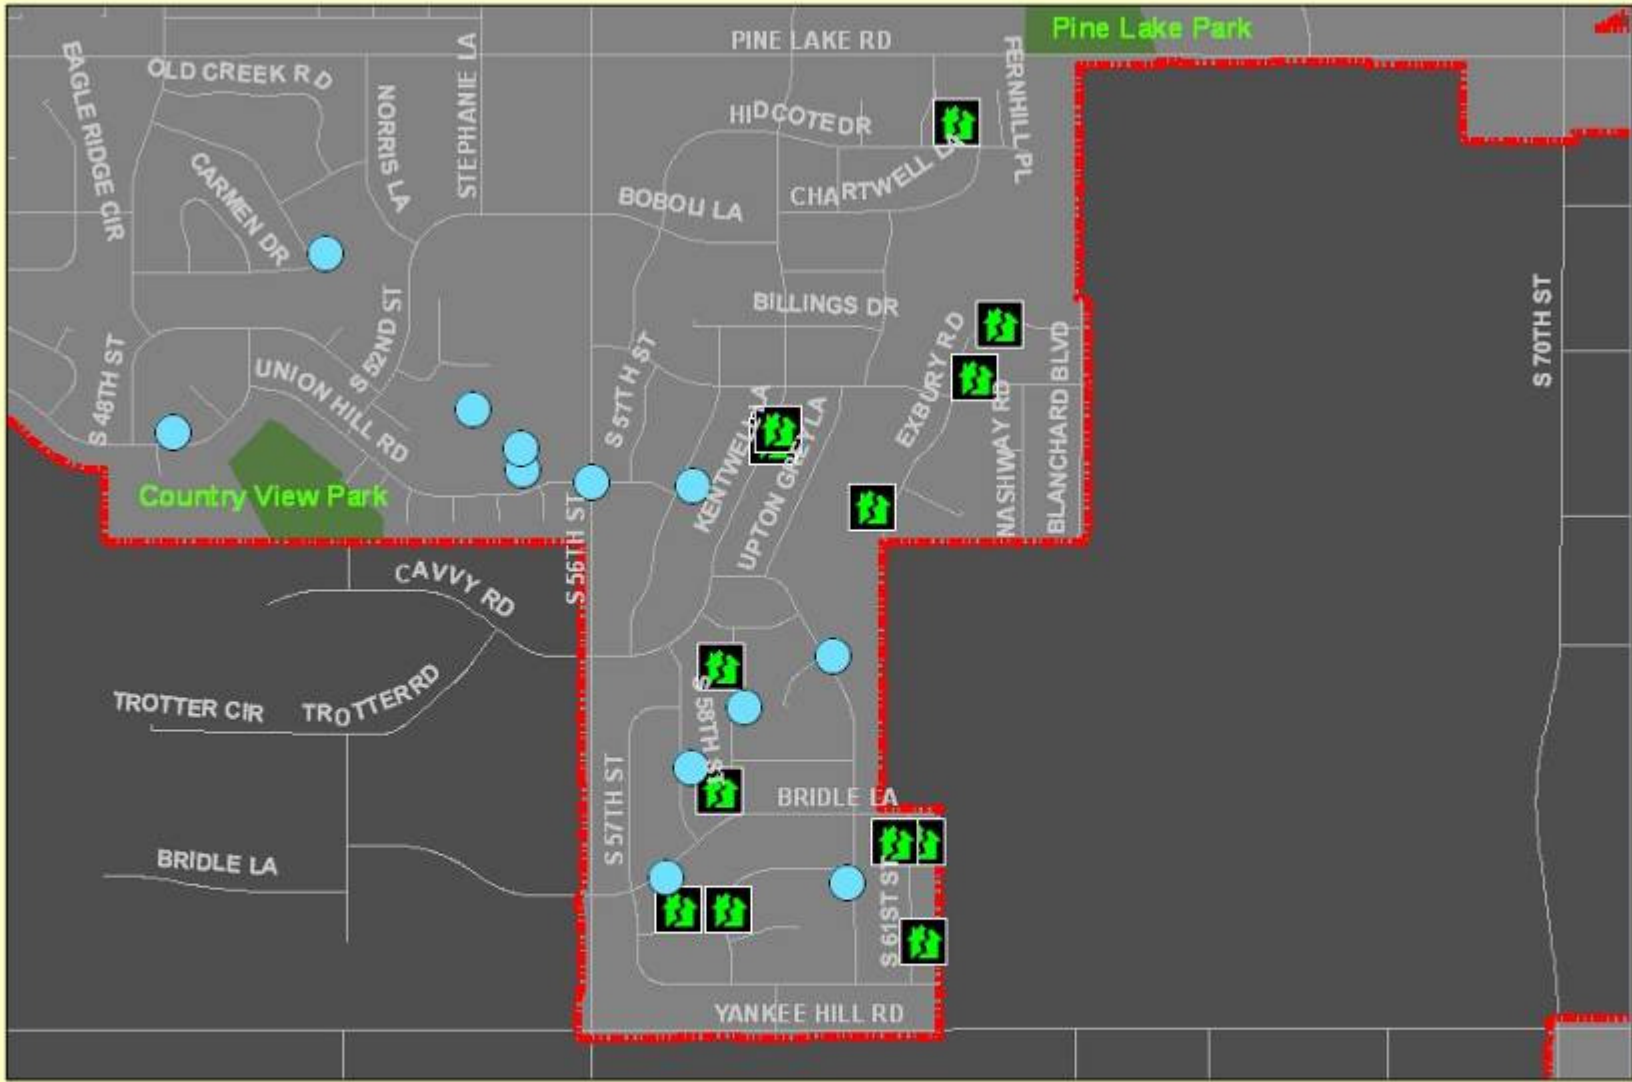 Pine Lake Park
PINE LAKE RD
EAGLE RIDGE CIR
OLD CREEK RD
NORRIS LA
STEPHANIE LA
HIDCOTE DR
FERNHILL PL
CARMEN DR
BOBOLI LA
CHARTWELL LA
BILLINGS DR
S 52ND ST
S 70TH ST
S 48TH ST
UNION HILL RD
S 57TH ST
EXBURY RD
BLANCHARD BLVD
NASHWAY RD
KENTWELL LA
UPTON GREY LA
Country View Park
S 56TH ST
CAVVY RD
TROTTER CIR
TROTTER RD
S 58TH ST
S 57TH ST
BRIDLE LA
BRIDLE LA
S 61ST ST
YANKEE HILL RD